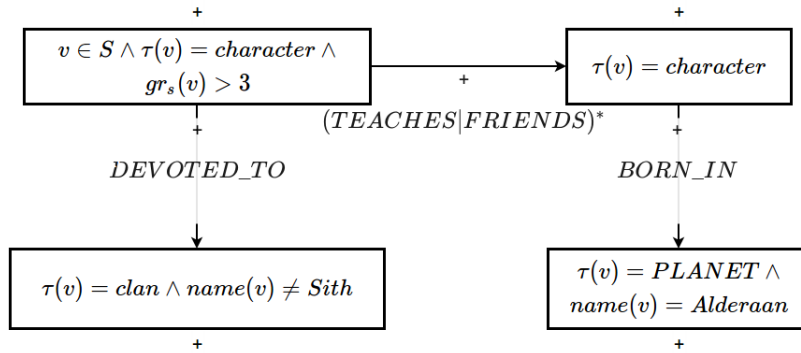 + +
v ∈ S ∧ τ(v) = character ∧
gr_s(v) > 3
τ(v) = character
+
+ +
(TEACHES|FRIENDS)*
DEVOTED_TO
BORN_IN
τ(v) = clan ∧ name(v) ≠ Sith
τ(v) = PLANET ∧
name(v) = Alderaan
+ +